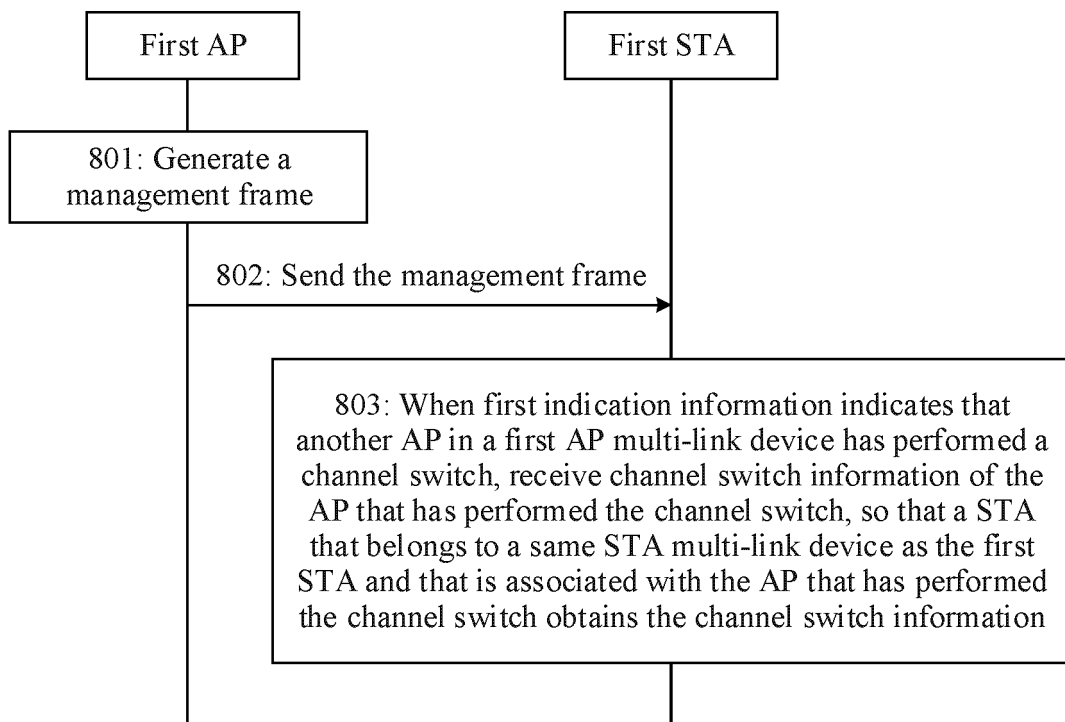 First AP
First STA
801: Generate a
management frame
802: Send the management frame
803: When first indication information indicates that
another AP in a first AP multi-link device has performed a
channel switch, receive channel switch information of the
AP that has performed the channel switch, so that a STA
that belongs to a same STA multi-link device as the first
STA and that is associated with the AP that has performed
the channel switch obtains the channel switch information